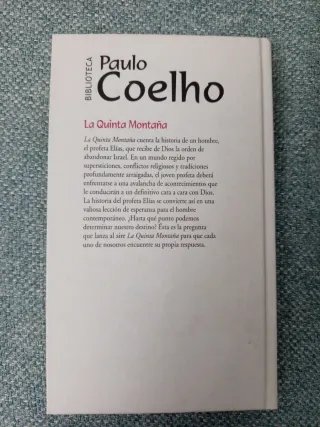 BIBLIOTECA
Paulo
Coelho
La Quinta Montaña
La Quinta Montaña cuenta la historia de un hombre,
el profeta Elías, que recibe de Dios la orden de
abandonar Israel. En un mundo regido por
supersticiones, conflictos religiosos y tradiciones
profundamente arraigadas, el joven profeta deberá
enfrentarse a una avalancha de acontecimientos que
le conducirán a un definitivo cara a cara con Dios.
La historia del profeta Elías se convierte así en una
valiosa lección de esperanza para el hombre
contemporáneo. ¿Hasta qué punto podemos
determinar nuestro destino? Ésta es la pregunta
que lanza al aire La Quinta Montaña para que cada
uno de nosotros encuentre su propia respuesta.